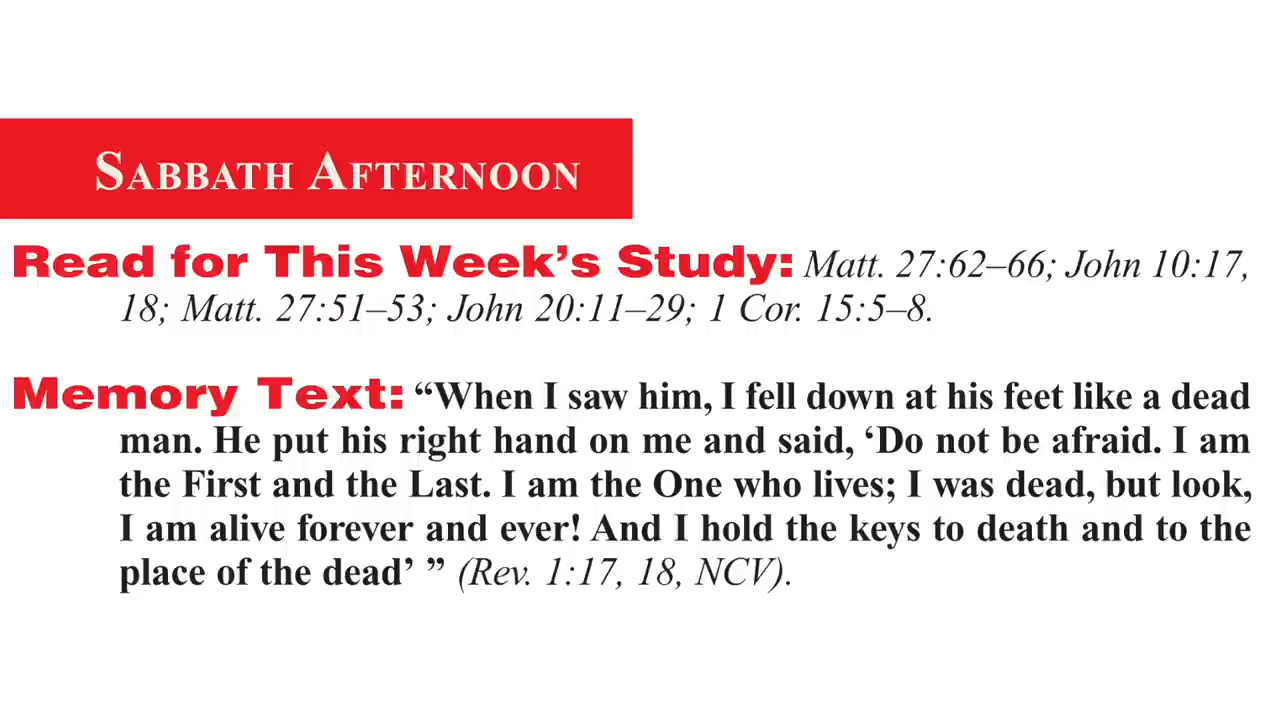 SABBATH AFTERNOON
Read for This Week’s Study: Matt. 27:62–66; John 10:17,
18; Matt. 27:51–53; John 20:11–29; 1 Cor. 15:5–8.
Memory Text: “When I saw him, I fell down at his feet like a dead
man. He put his right hand on me and said, ‘Do not be afraid. I am
the First and the Last. I am the One who lives; I was dead, but look,
I am alive forever and ever! And I hold the keys to death and to the
place of the dead’ ” (Rev. 1:17, 18, NCV).